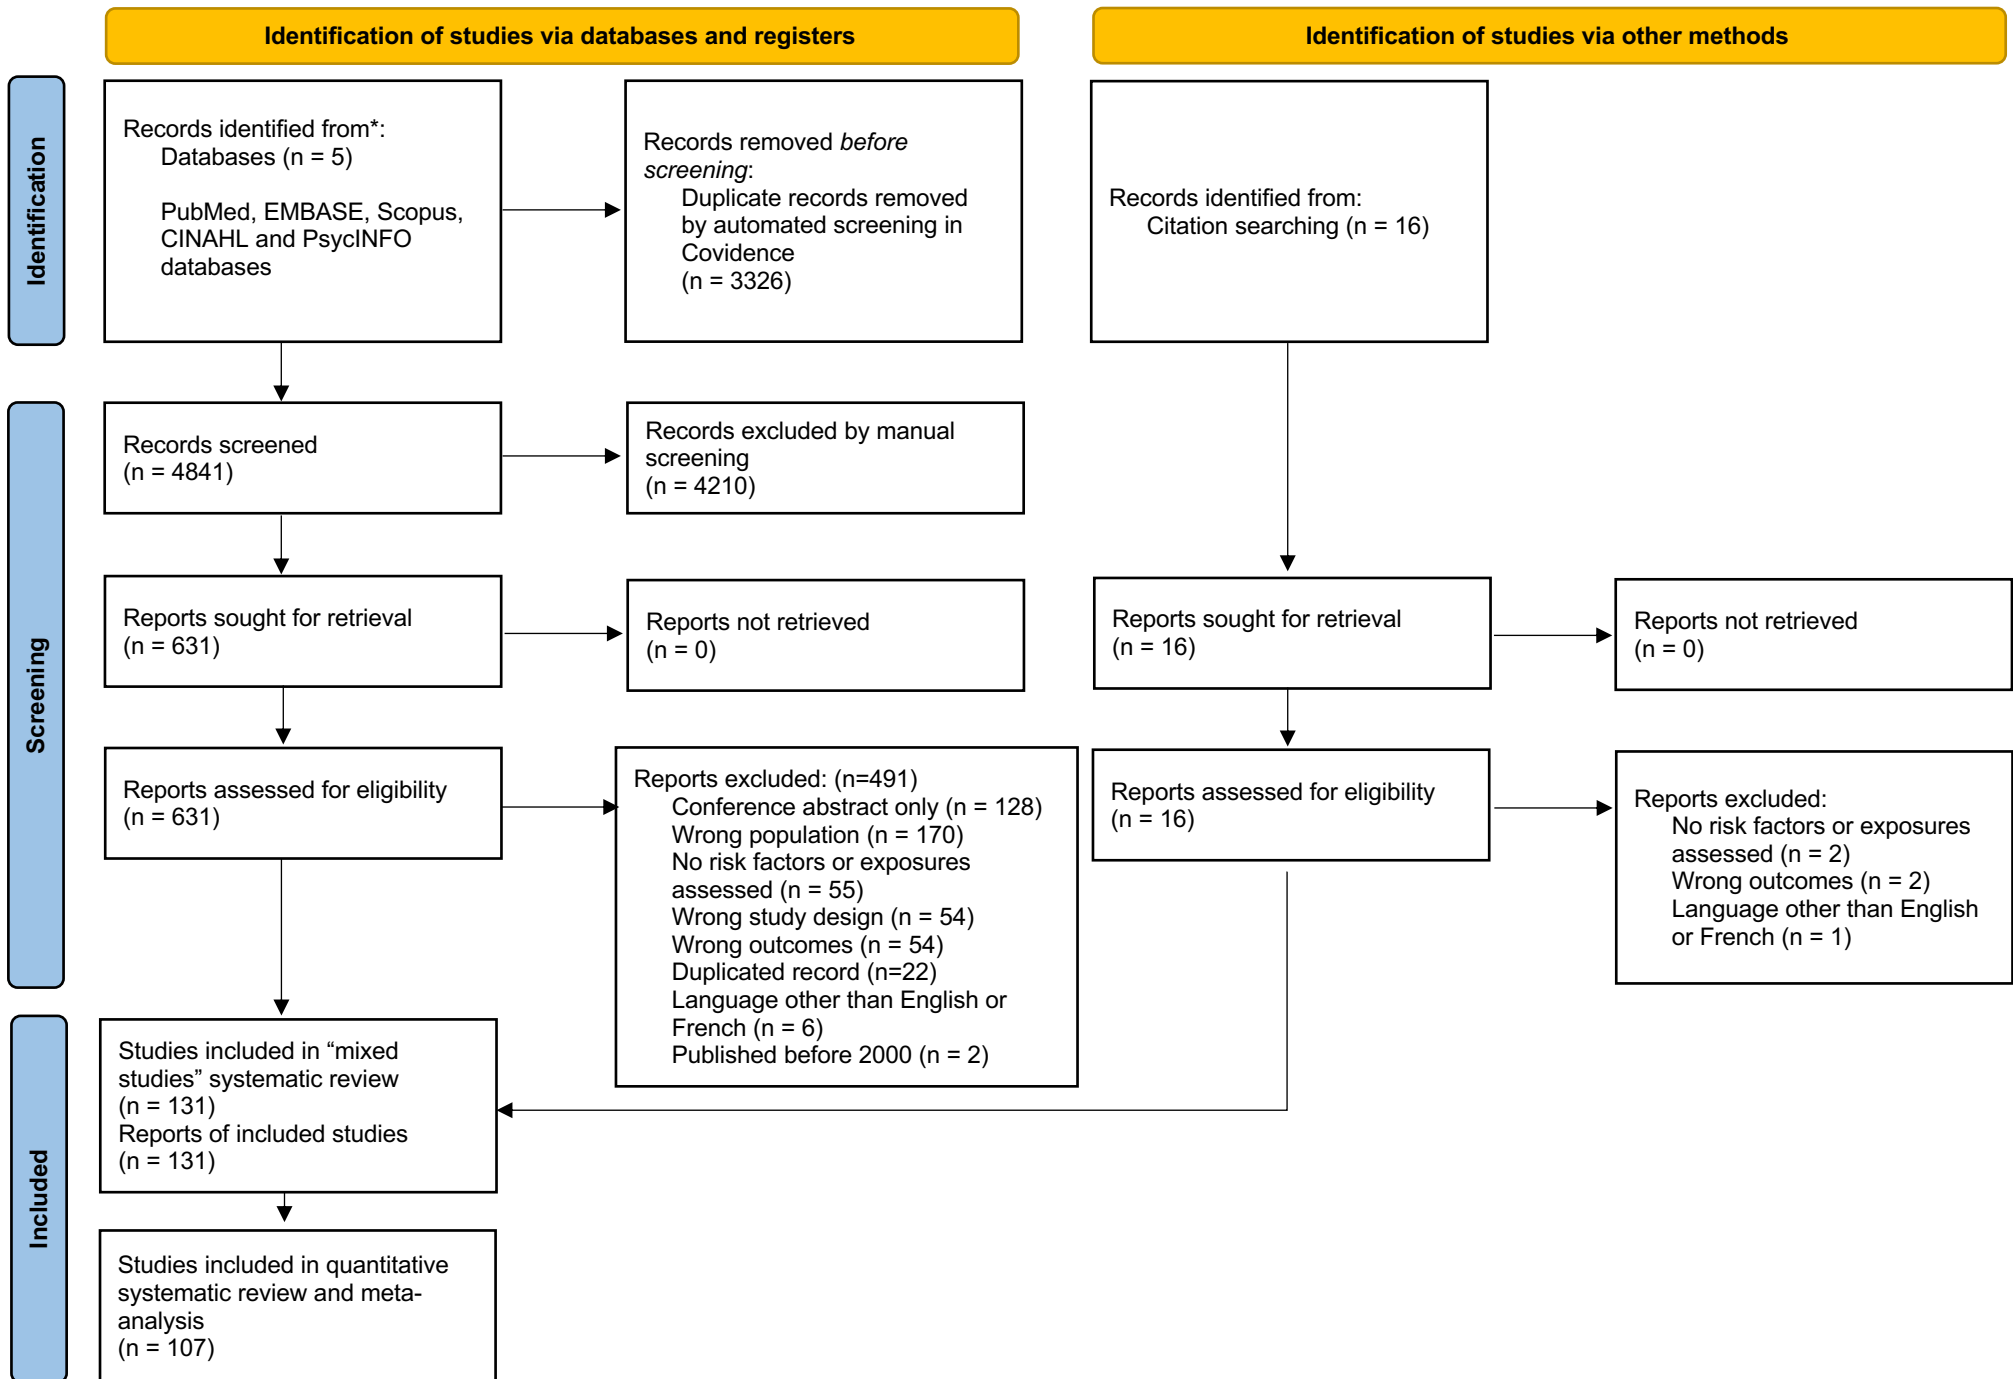 Identification of studies via databases and registers
Identification of studies via other methods
Identification
Records identified from*:
Databases (n = 5)
PubMed, EMBASE, Scopus,
CINAHL and PsycINFO
databases
Records removed before
screening:
Duplicate records removed
by automated screening in
Covidence
(n = 3326)
Records identified from:
Citation searching (n = 16)
Screening
Records screened
(n = 4841)
Records excluded by manual
screening
(n = 4210)
Reports sought for retrieval
(n = 631)
Reports not retrieved
(n = 0)
Reports sought for retrieval
(n = 16)
Reports not retrieved
(n = 0)
Reports assessed for eligibility
(n = 631)
Reports excluded: (n=491)
Conference abstract only (n = 128)
Wrong population (n = 170)
No risk factors or exposures
assessed (n = 55)
Wrong study design (n = 54)
Wrong outcomes (n = 54)
Duplicated record (n=22)
Language other than English or
French (n = 6)
Published before 2000 (n = 2)
Reports assessed for eligibility
(n = 16)
Reports excluded:
No risk factors or exposures
assessed (n = 2)
Wrong outcomes (n = 2)
Language other than English
or French (n = 1)
Included
Studies included in “mixed
studies” systematic review
(n = 131)
Reports of included studies
(n = 131)
Studies included in quantitative
systematic review and meta-
analysis
(n = 107)